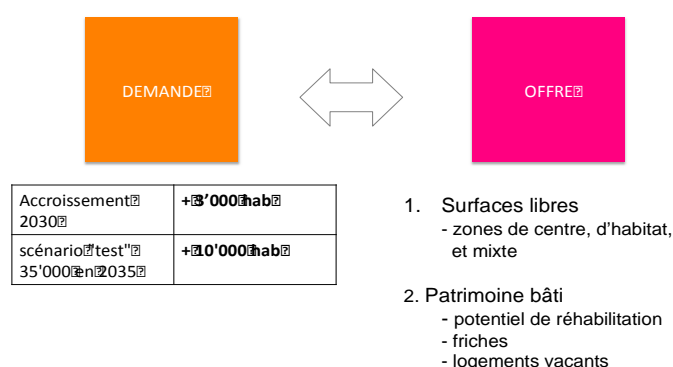 DEMANDE
OFFRE
Accroissement
2030
+ 3’000 hab
scénario "test"
35'000 en 2035
+ 10'000 hab
1. Surfaces libres
- zones de centre, d’habitat,
et mixte
2. Patrimoine bâti
- potentiel de réhabilitation
- friches
- logements vacants